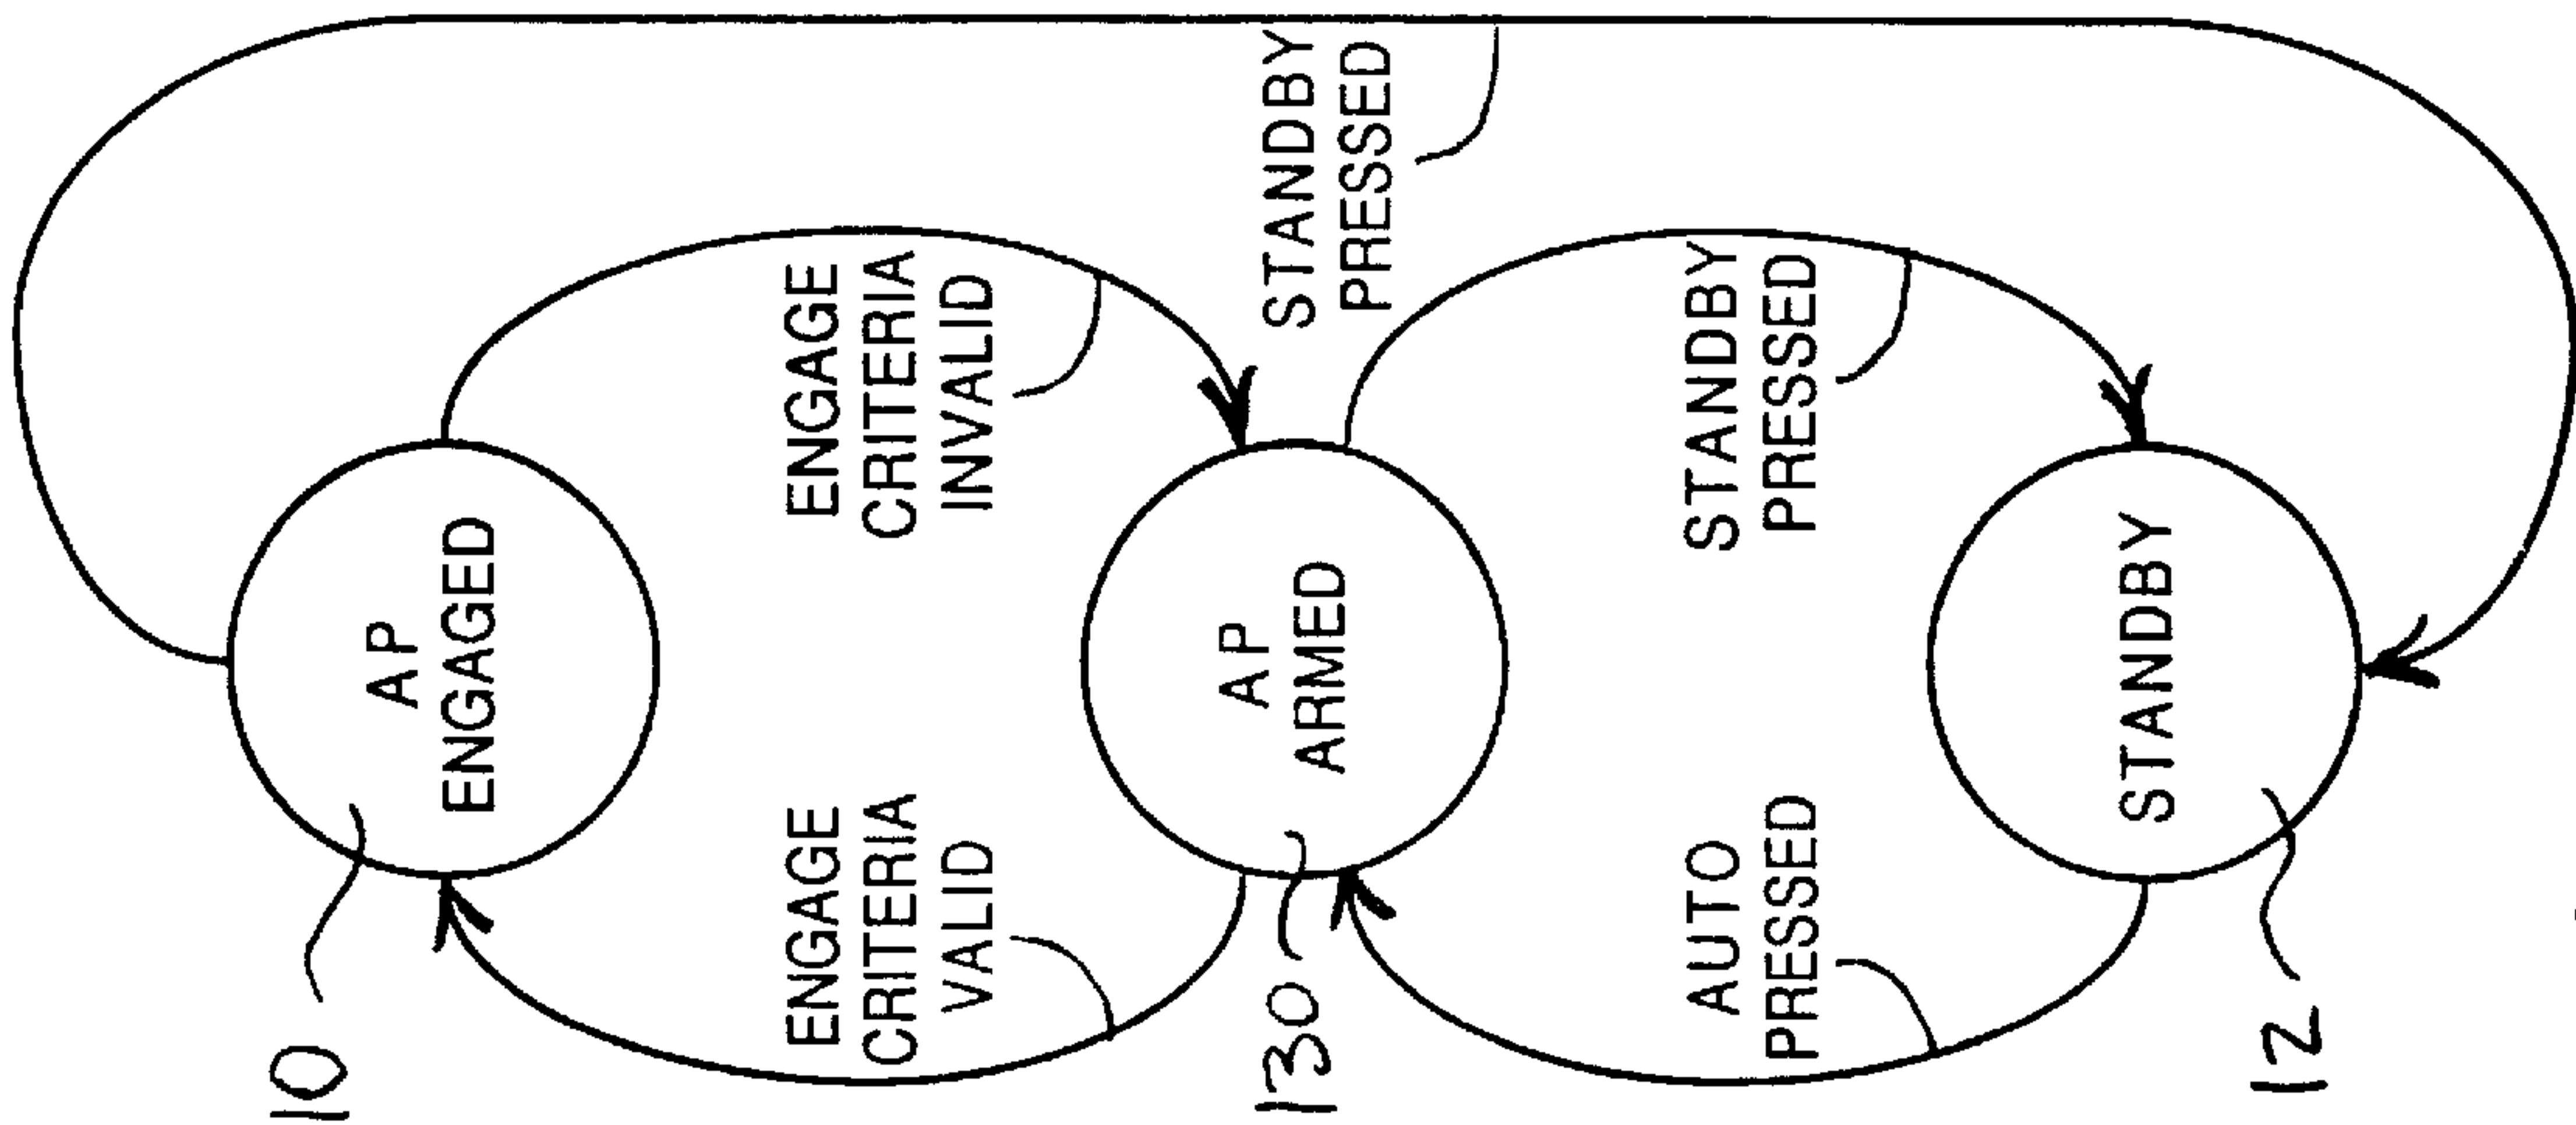 10
AP
ENGAGED
ENGAGE
CRITERIA
VALID
ENGAGE
CRITERIA
INVALID
130
AP
ARMED
STANDBY
PRESSED
AUTO
PRESSED
STANDBY
PRESSED
12
STANDBY